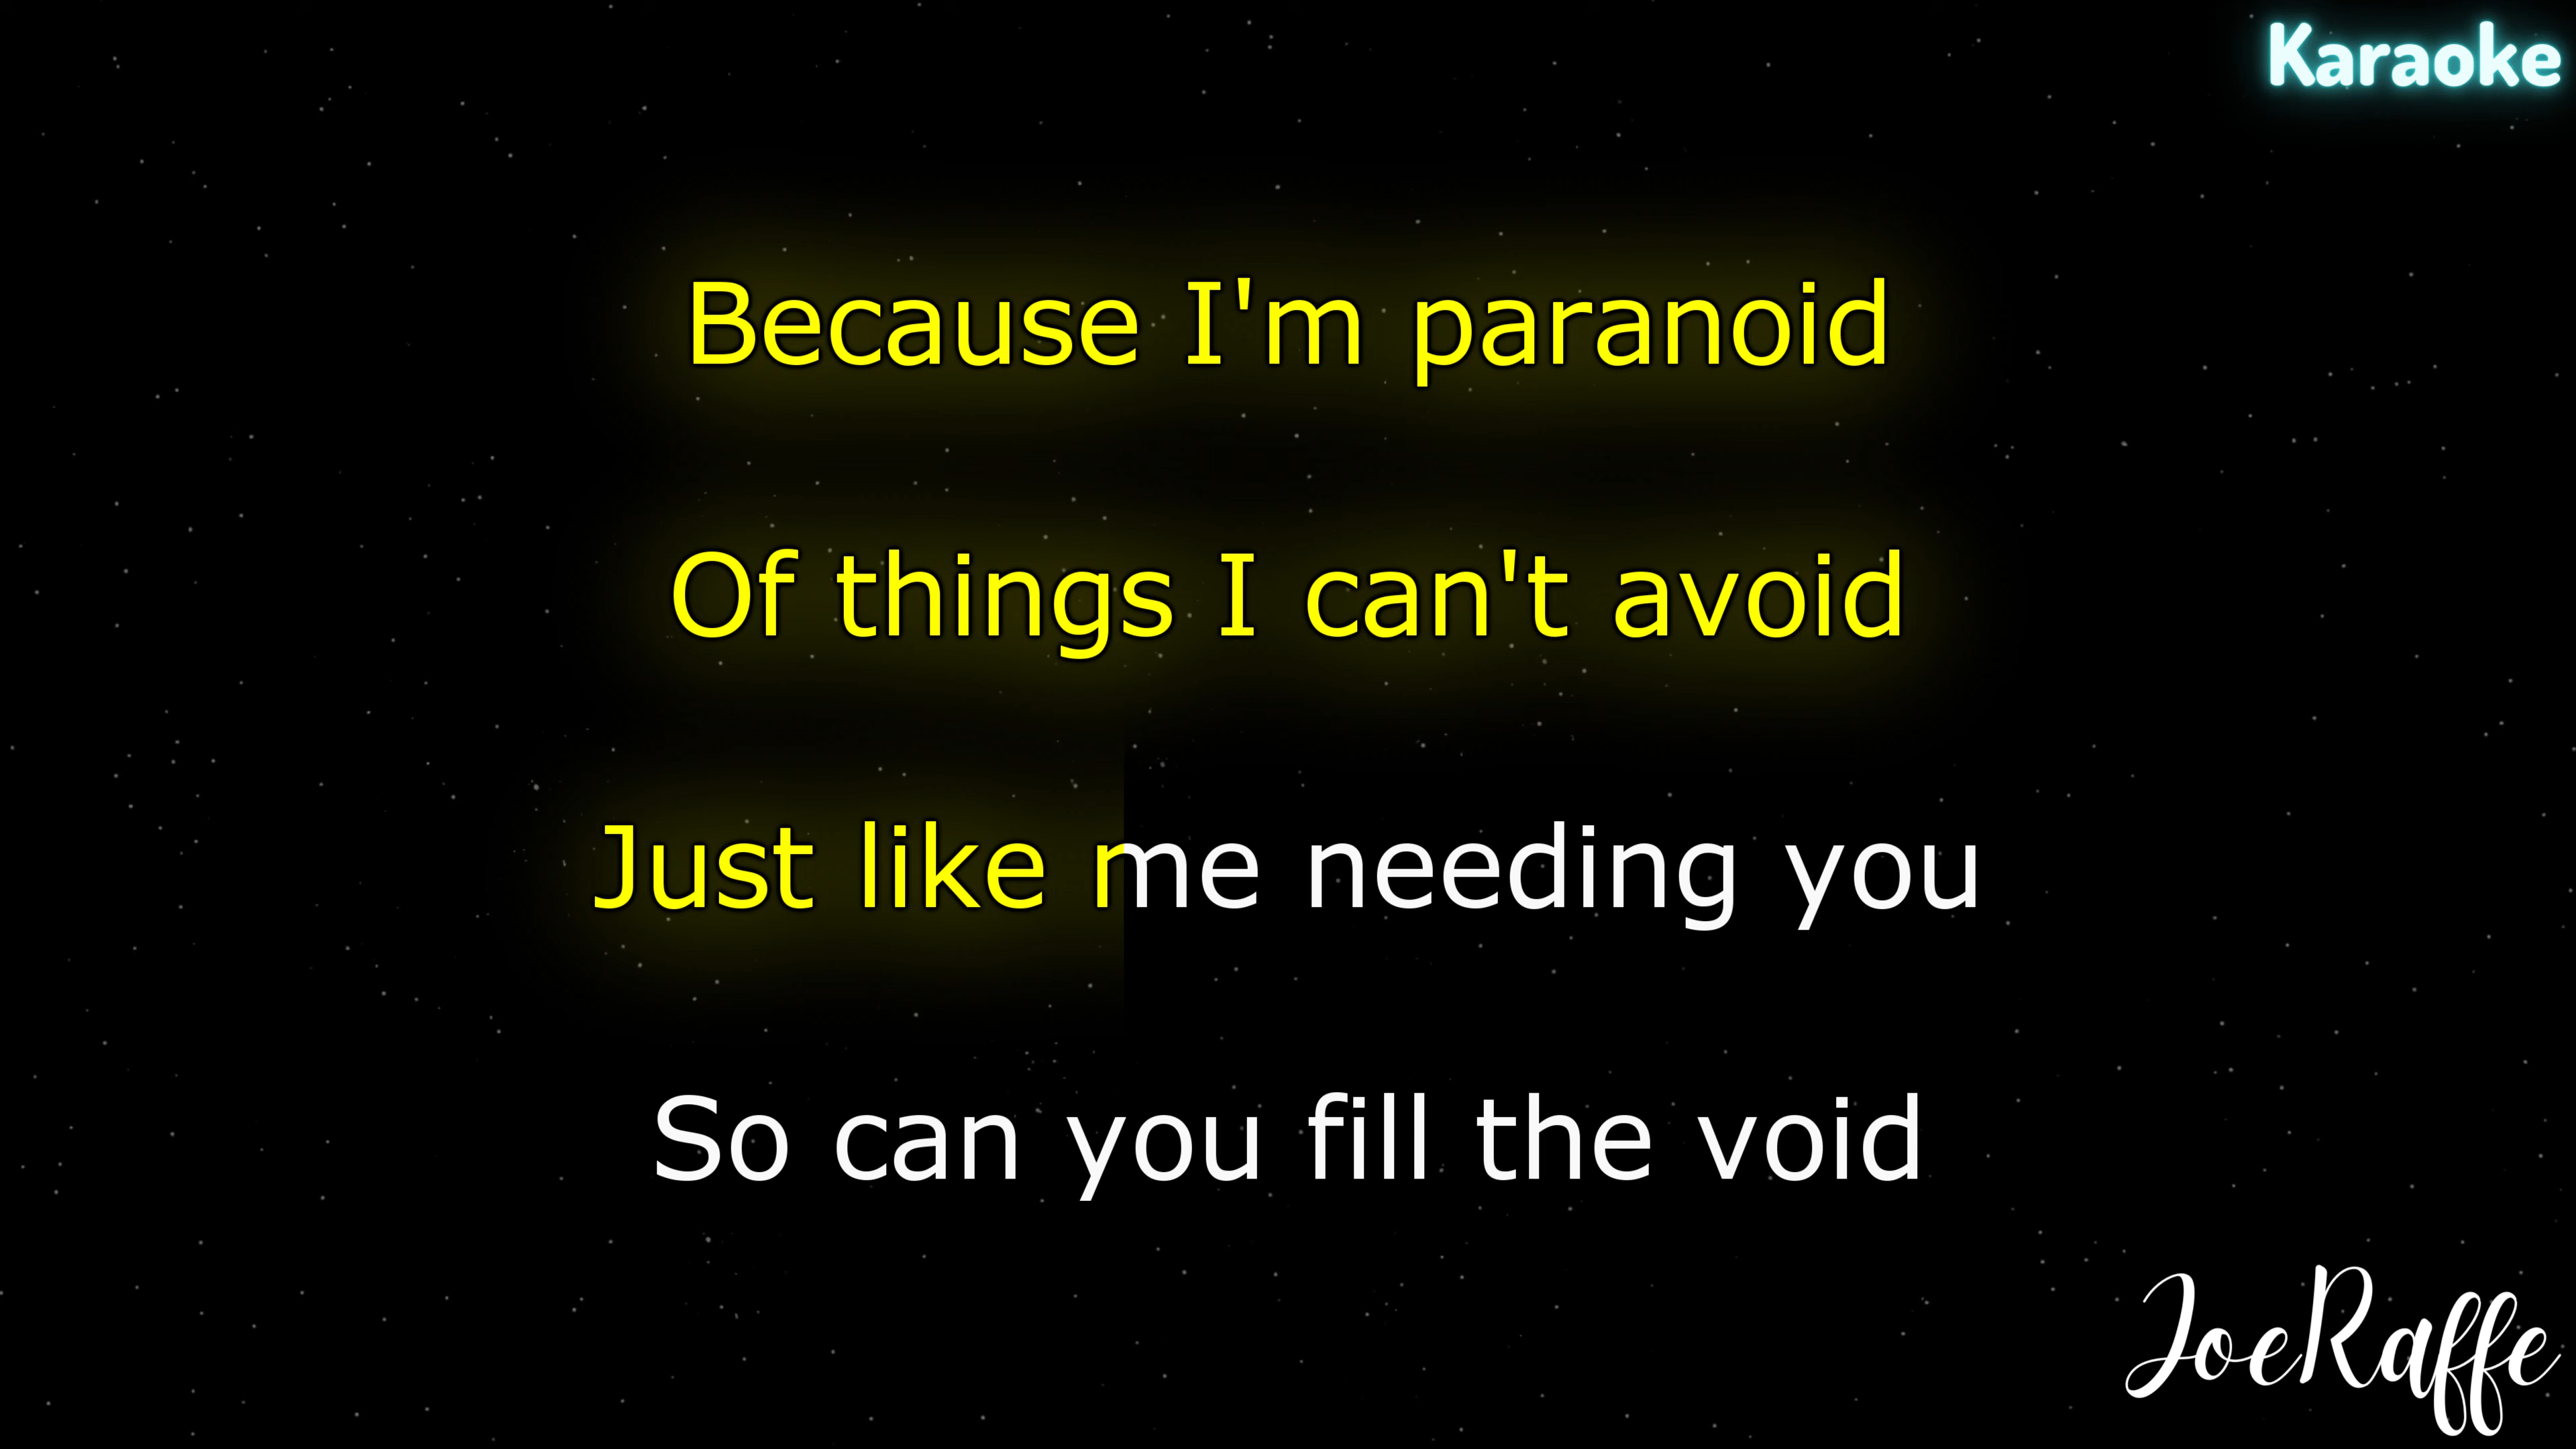 Karaoke
Because I'm paranoid
Of things I can't avoid
Just like me needing you
So can you fill the void
JoeRaffe